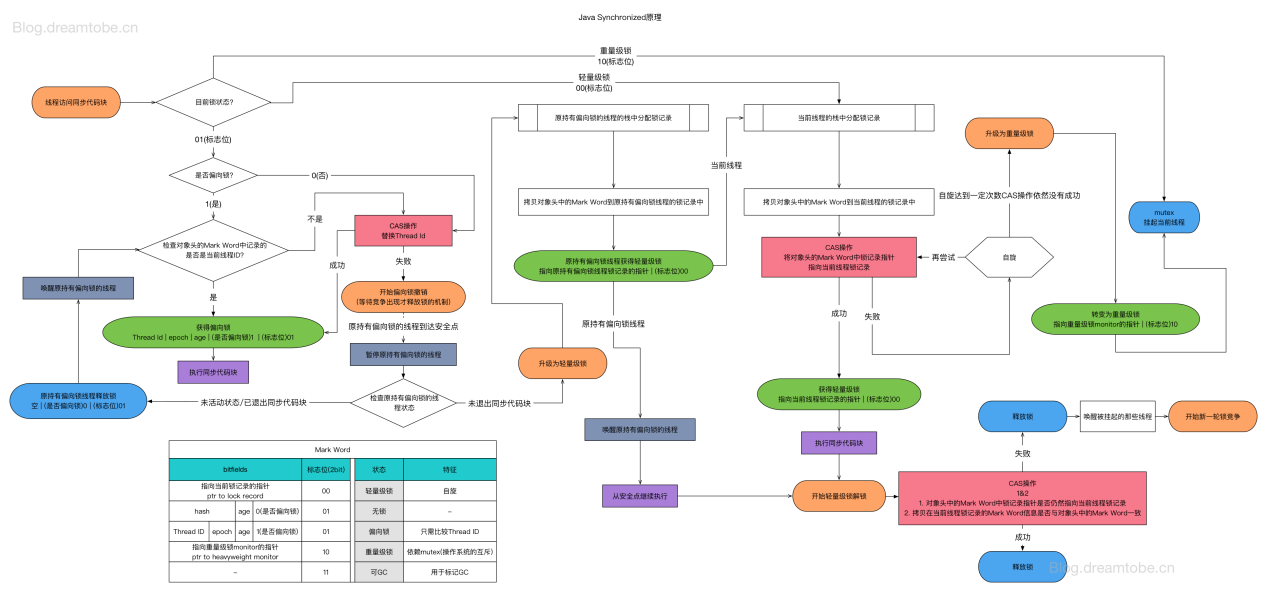 Java Synchronized原理
Blog.dreamtobe.cn
重量级锁
10(标志位)
轻量级锁
00(标志位)
线程访问同步代码块
目前锁状态?
原持有偏向锁的线程的栈中分配锁记录
当前线程的栈中分配锁记录
升级为重量级锁
01(标志位)
当前线程
是否偏向锁?
0(否)
自旋达到一定次数CAS操作依然没有成功
1(是)
拷贝对象头中的Mark Word到原持有偏向锁线程的锁记录中
拷贝对象头中的Mark Word到当前线程的锁记录中
mutex
挂起当前线程
不是
CAS操作
替换Thread Id
检查对象头的Mark Word中记录的
是否是当前线程ID?
CAS操作
将对象头的Mark Word中锁记录指针
指向当前线程锁记录
再尝试
自旋
原持有偏向锁线程获得轻量级锁
指向原持有偏向锁线程锁记录的指针 | (标志位)00
成功
失败
唤醒原持有偏向锁的线程
是
开始偏向锁撤销
(等待竞争出现才释放锁的机制)
成功
失败
转变为重量级锁
指向重量级锁monitor的指针 | (标志位)10
原持有偏向锁的线程到达安全点
原持有偏向锁线程
获得偏向锁
Thread Id | epoch | age | (是否偏向锁)1 | (标志位)01
暂停原持有偏向锁的线程
升级为轻量级锁
执行同步代码块
原持有偏向锁线程释放锁
空 | (是否偏向锁)0 | (标志位)01
未活动状态/已退出同步代码块
检查原持有偏向锁的线
程状态
未退出同步代码块
获得轻量级锁
指向当前线程锁记录的指针 | (标志位)00
释放锁
唤醒被挂起的那些线程
开始新一轮锁竞争
唤醒原持有偏向锁的线程
执行同步代码块
失败
Mark Word
bitfields 标志位(2bit) 状态 特征
指向当前锁记录的指针
ptr to lock record 00 轻量级锁 自旋
hash age 0(是否偏向锁) 01 无锁 –
Thread ID epoch age 1(是否偏向锁) 01 偏向锁 只需比较Thread ID
指向重量级锁monitor的指针
ptr to heavyweight monitor 10 重量级锁 依赖mutex(操作系统的互斥)
– 11 可GC 用于标记GC
从安全点继续执行
开始轻量级锁解锁
CAS操作
1&2
1. 对象头中的Mark Word中锁记录指针是否仍然指向当前线程锁记录
2. 拷贝在当前线程锁记录的Mark Word信息是否与对象头中的Mark Word一致
成功
释放锁
Blog.dreamtobe.cn